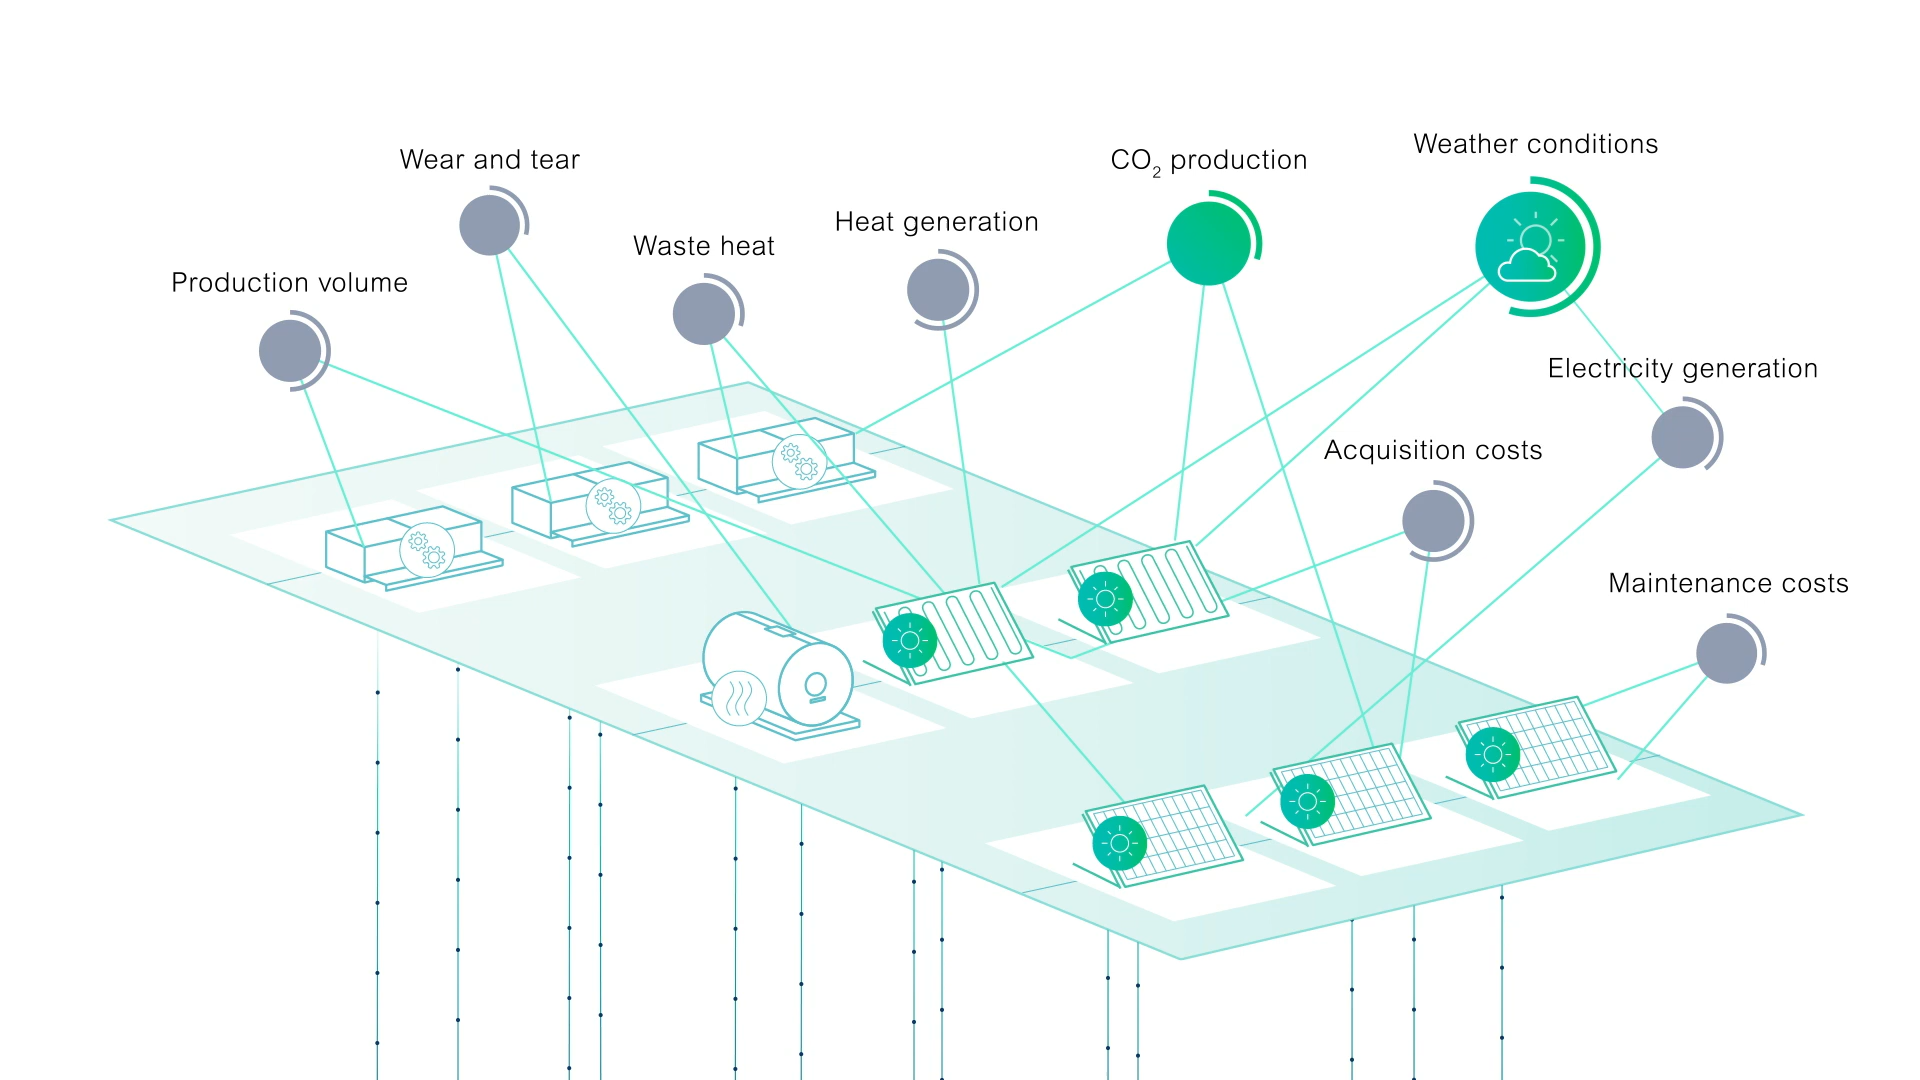 Weather conditions
Wear and tear
CO₂ production
Heat generation
Waste heat
Production volume
Electricity generation
Acquisition costs
Maintenance costs